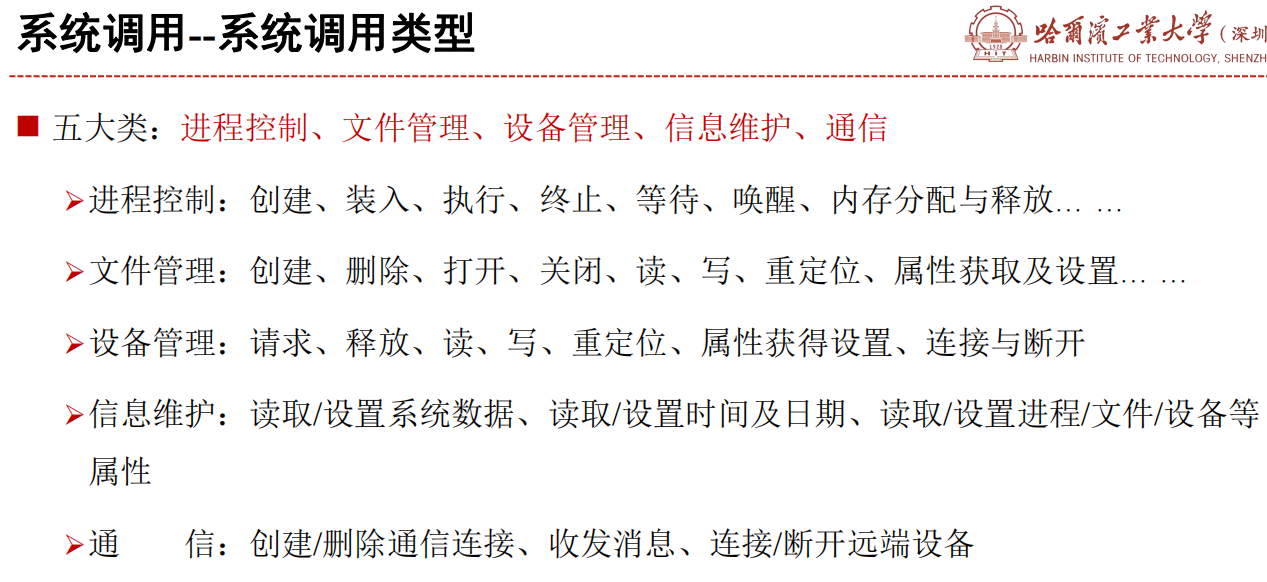 系统调用--系统调用类型
哈尔滨工业大学（深圳
HARBIN INSTITUTE OF TECHNOLOGY, SHENZH
1920
HIT
五大类：进程控制、文件管理、设备管理、信息维护、通信
进程控制：创建、装入、执行、终止、等待、唤醒、内存分配与释放… …
文件管理：创建、删除、打开、关闭、读、写、重定位、属性获取及设置… …
设备管理：请求、释放、读、写、重定位、属性获得设置、连接与断开
信息维护：读取/设置系统数据、读取/设置时间及日期、读取/设置进程/文件/设备等
属性
通　　信：创建/删除通信连接、收发消息、连接/断开远端设备